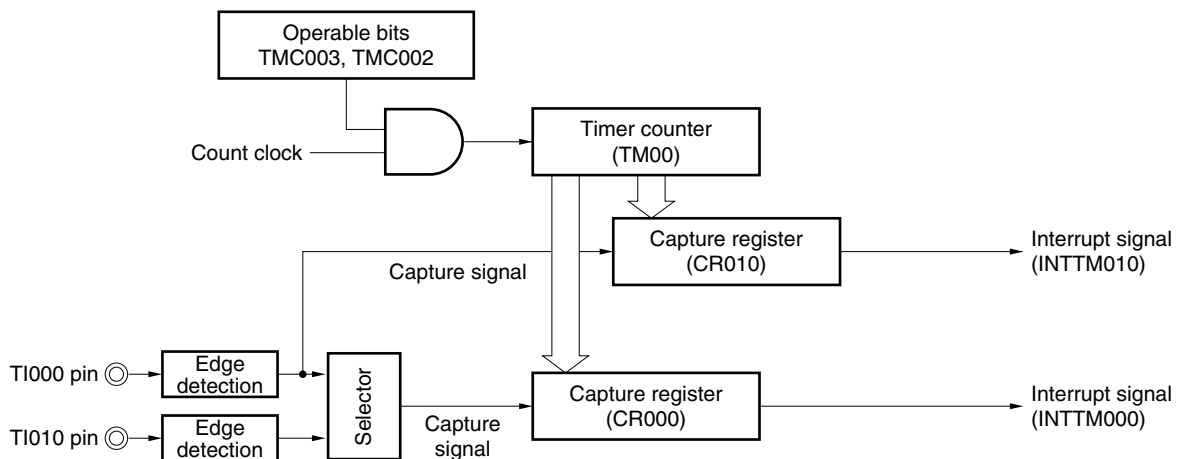 Operable bits
TMC003, TMC002
Count clock
Timer counter
(TM00)
Capture register
(CR010)
Interrupt signal
(INTTM010)
Capture signal
TI000 pin
Edge
detection
Selector
Capture register
(CR000)
Interrupt signal
(INTTM000)
TI010 pin
Edge
detection
Capture
signal